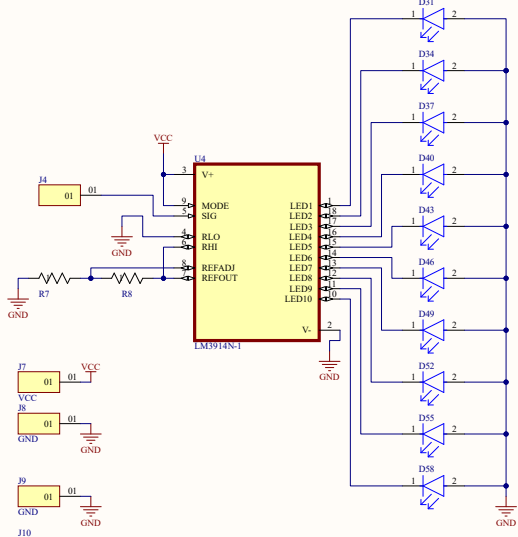 D31
1 2
D34
1 2
VCC
U4
D37
1 2
3 V+
J4
01 01
9 MODE
5 SIG
LED1 1
LED2 18
LED3 17
LED4 16
LED5 15
LED6 14
LED7 13
LED8 12
LED9 11
LED10 10
D40
1 2
4 RLO
6 RHI
GND
D43
1 2
8 REFADJ
7 REFOUT
D46
1 2
R7 R8
GND
V- 2
D49
1 2
LM3914N-1
GND
J7
01 01
VCC
VCC
D52
1 2
J8
01 01
GND
GND
D55
1 2
J9
01 01
GND
GND
D58
1 2
GND
J10